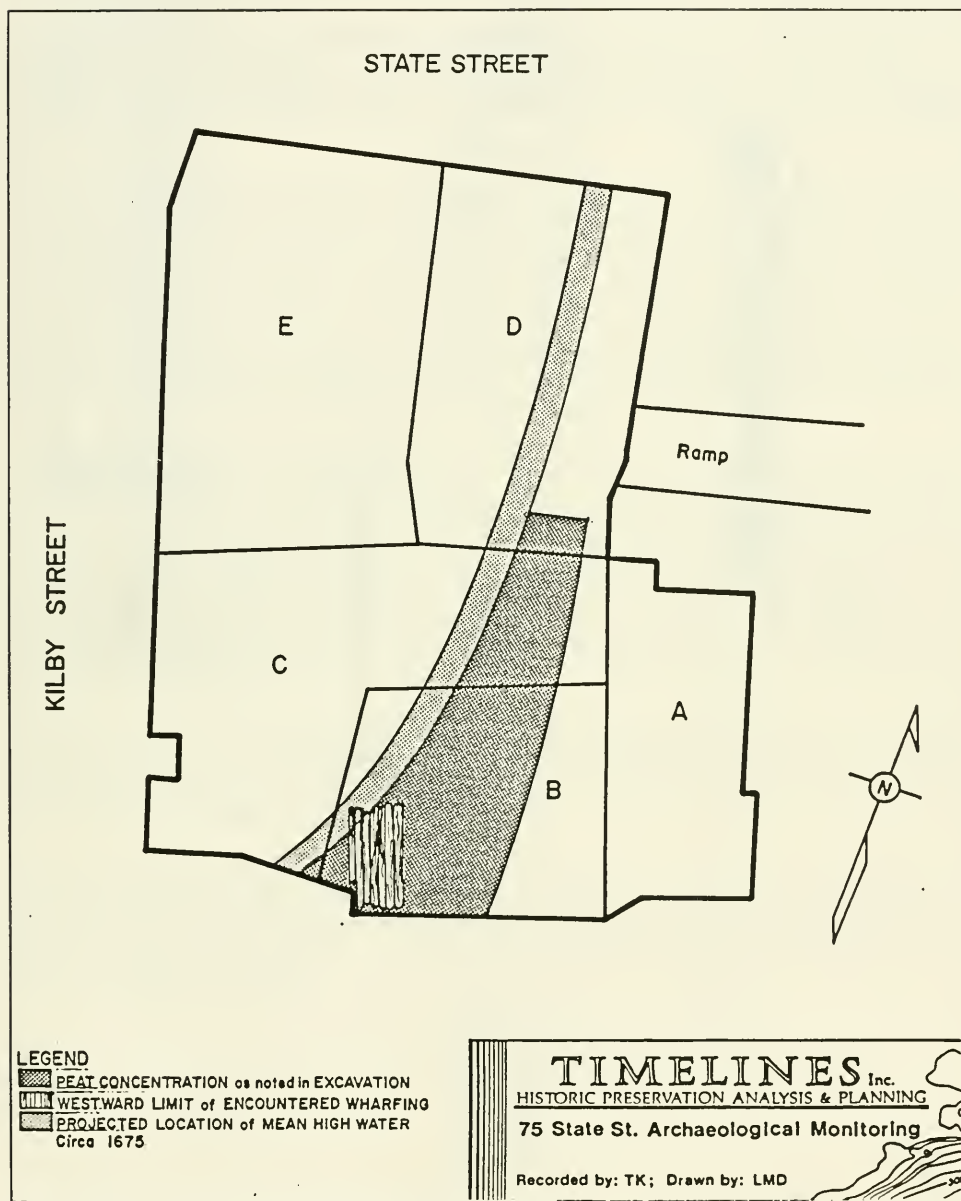 STATE STREET
E
D
Ramp
KILBY STREET
C
A
B
N
LEGEND
PEAT CONCENTRATION as noted in EXCAVATION
WESTWARD LIMIT of ENCOUNTERED WHARFING
PROJECTED LOCATION of MEAN HIGH WATER
Circa 1675
TIMELINES Inc.
HISTORIC PRESERVATION ANALYSIS & PLANNING
75 State St. Archaeological Monitoring
Recorded by: TK; Drawn by: LMD